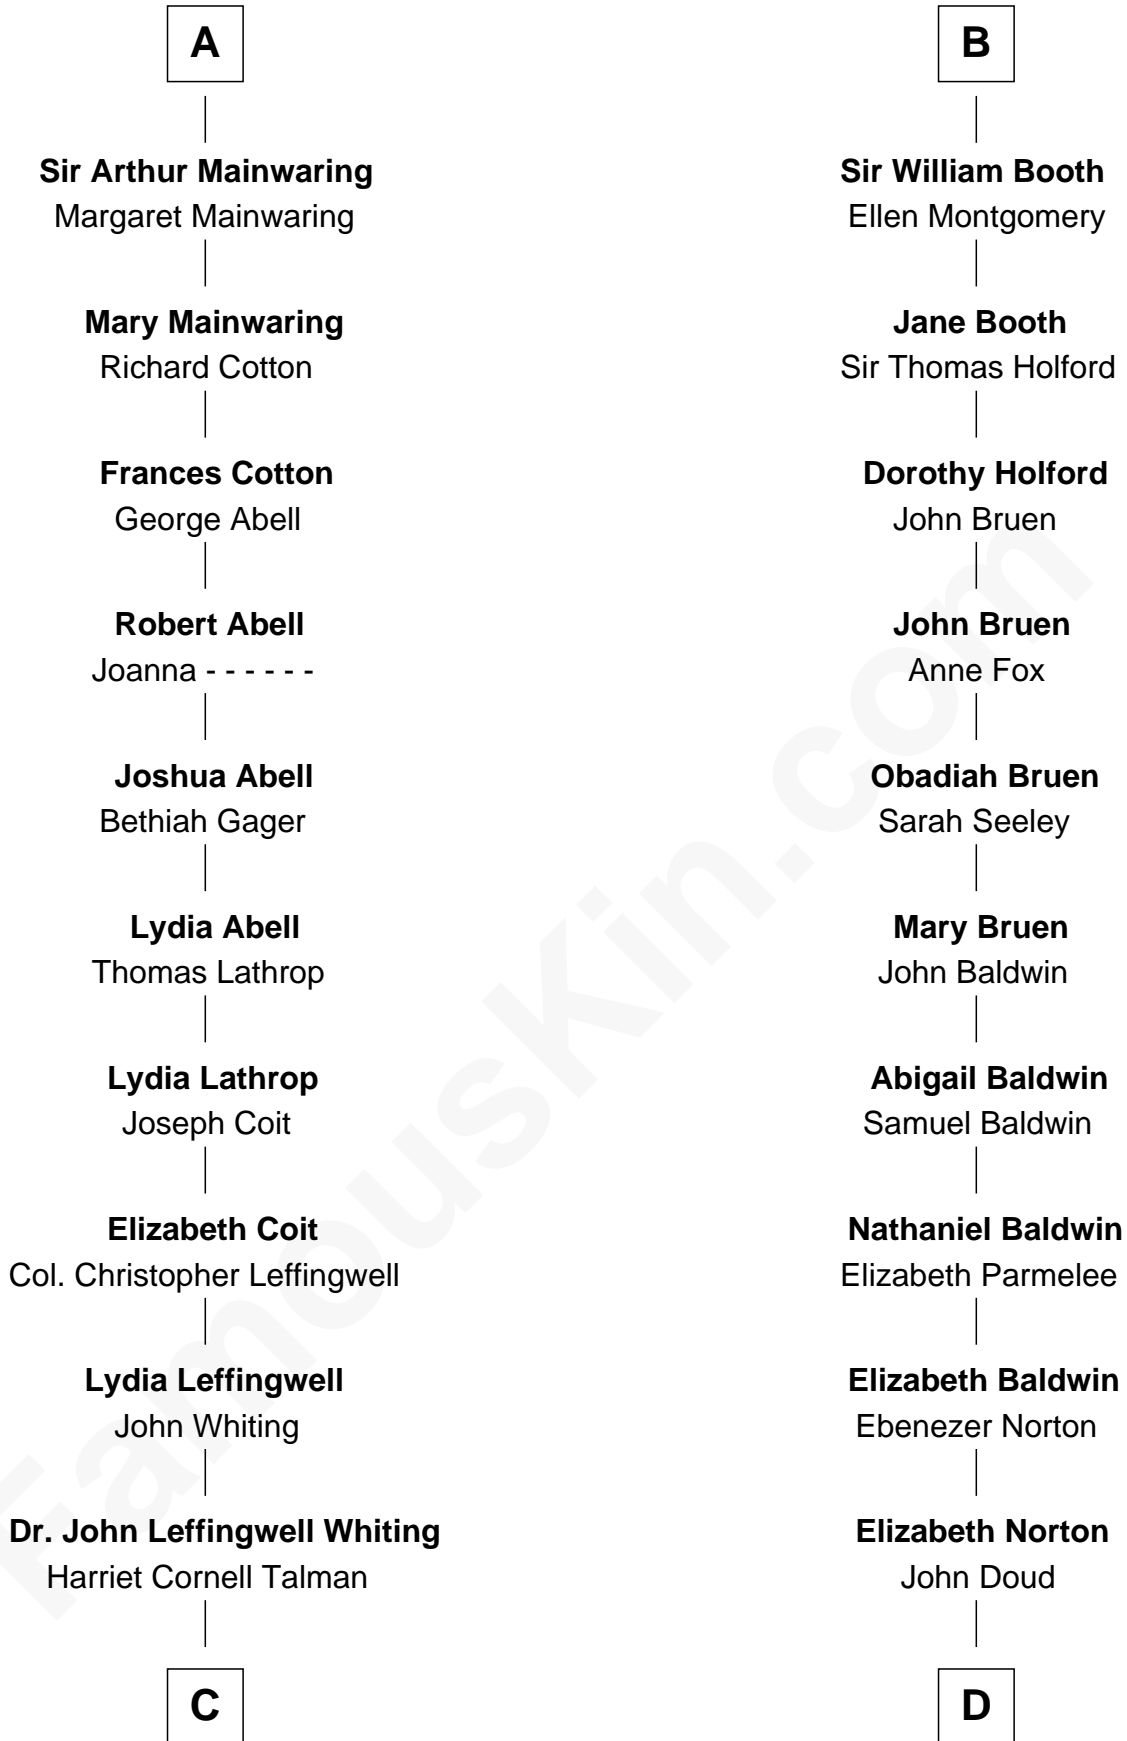 A
Sir Arthur Mainwaring
Margaret Mainwaring
Mary Mainwaring
Richard Cotton
Frances Cotton
George Abell
Robert Abell
Joanna - - - - - -
Joshua Abell
Bethiah Gager
Lydia Abell
Thomas Lathrop
Lydia Lathrop
Joseph Coit
Elizabeth Coit
Col. Christopher Leffingwell
Lydia Leffingwell
John Whiting
Dr. John Leffingwell Whiting
Harriet Cornell Talman
C
B
Sir William Booth
Ellen Montgomery
Jane Booth
Sir Thomas Holford
Dorothy Holford
John Bruen
John Bruen
Anne Fox
Obadiah Bruen
Sarah Seeley
Mary Bruen
John Baldwin
Abigail Baldwin
Samuel Baldwin
Nathaniel Baldwin
Elizabeth Parmelee
Elizabeth Baldwin
Ebenezer Norton
Elizabeth Norton
John Doud
D
FamousKin.com